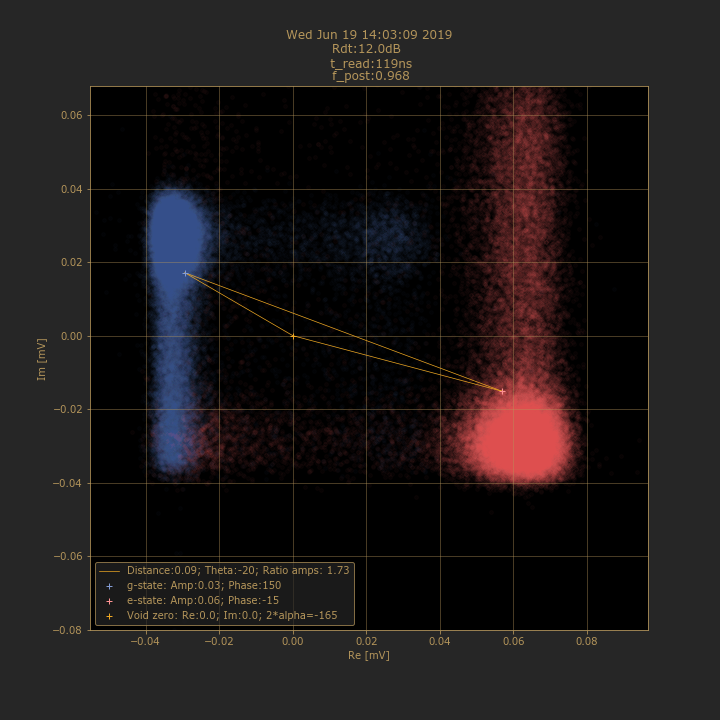 Wed Jun 19 14:03:09 2019
Rdt:12.0dB
t_read:119ns
f_post:0.968
0.06
0.04
0.02
0.00
−0.02
−0.04
−0.06
−0.08
Im [mV]
Distance:0.09; Theta:-20; Ratio amps: 1.73
g-state: Amp:0.03; Phase:150
e-state: Amp:0.06; Phase:-15
Void zero: Re:0.0; Im:0.0; 2*alpha=-165
−0.04 −0.02 0.00 0.02 0.04 0.06 0.08
Re [mV]